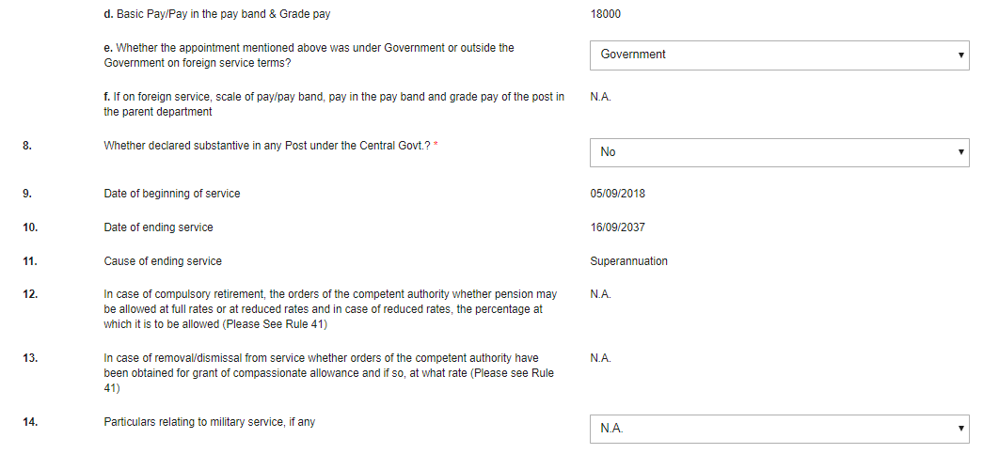 d. Basic Pay/Pay in the pay band & Grade pay 18000
e. Whether the appointment mentioned above was under Government or outside the
Government on foreign service terms?
Government
f. If on foreign service, scale of pay/pay band, pay in the pay band and grade pay of the post in N.A.
the parent department
8. Whether declared substantive in any Post under the Central Govt.? *
No
9. Date of beginning of service 05/09/2018
10. Date of ending service 16/09/2037
11. Cause of ending service Superannuation
12. In case of compulsory retirement, the orders of the competent authority whether pension may N.A.
be allowed at full rates or at reduced rates and in case of reduced rates, the percentage at
which it is to be allowed (Please See Rule 41)
13. In case of removal/dismissal from service whether orders of the competent authority have N.A.
been obtained for grant of compassionate allowance and if so, at what rate (Please see Rule
41)
14. Particulars relating to military service, if any
N.A.